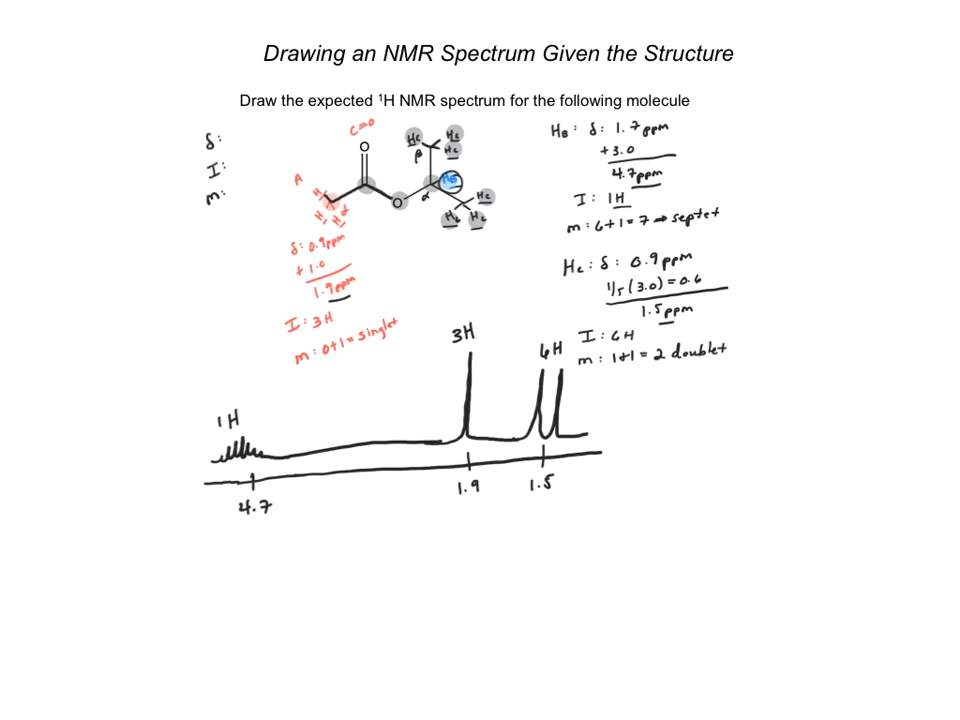 Drawing an NMR Spectrum Given the Structure
Draw the expected ¹H NMR spectrum for the following molecule
δ:
I:
m:
C=O
O
O
A
H
H
H
α
Hc
Hc
Hc
β
HB
α
Hc
Hc
Hc
δ: 0.9ppm
+ 1.0
1.9ppm
I: 3H
m: 0+1= singlet
HB: δ: 1.7ppm
+3.0
4.7ppm
I: 1H
m: 6+1=7 → septet
Hc: δ: 0.9ppm
1/5(3.0)=0.6
1.5ppm
I: 6H
m: 1+1 = 2 doublet
1H
3H
6H
4.7
1.9
1.5